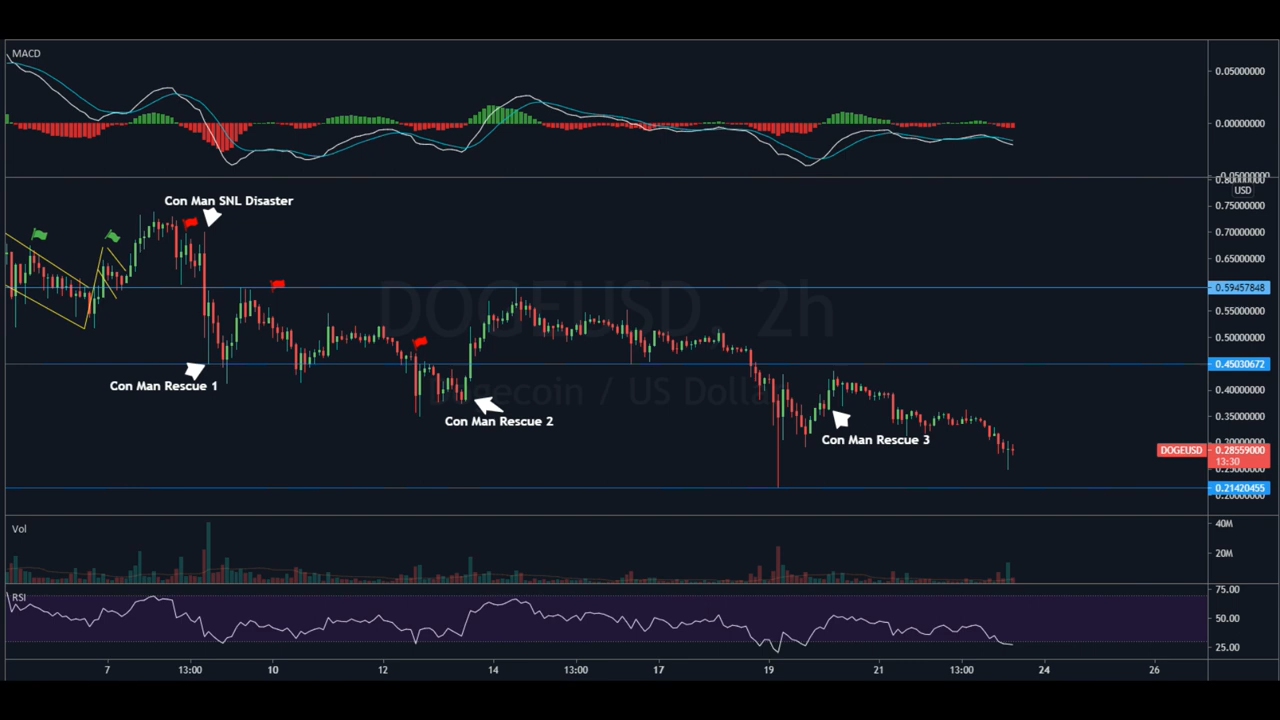 MACD
0.05000000
0.00000000
-0.05000000
0.80000000
USD
Con Man SNL Disaster
0.75000000
0.70000000
0.65000000
DOGEUSD, 2h
0.59457848
0.55000000
0.50000000
0.45030672
Con Man Rescue 1
Dogecoin / US Dollar
0.40000000
Con Man Rescue 2
0.35000000
Con Man Rescue 3
0.30000000
DOGEUSD
0.28559000
13:30
0.25000000
0.21420455
0.20000000
Vol
40M
20M
RSI
75.00
50.00
25.00
7 13:00 10 12 14 13:00 17 19 21 13:00 24 26